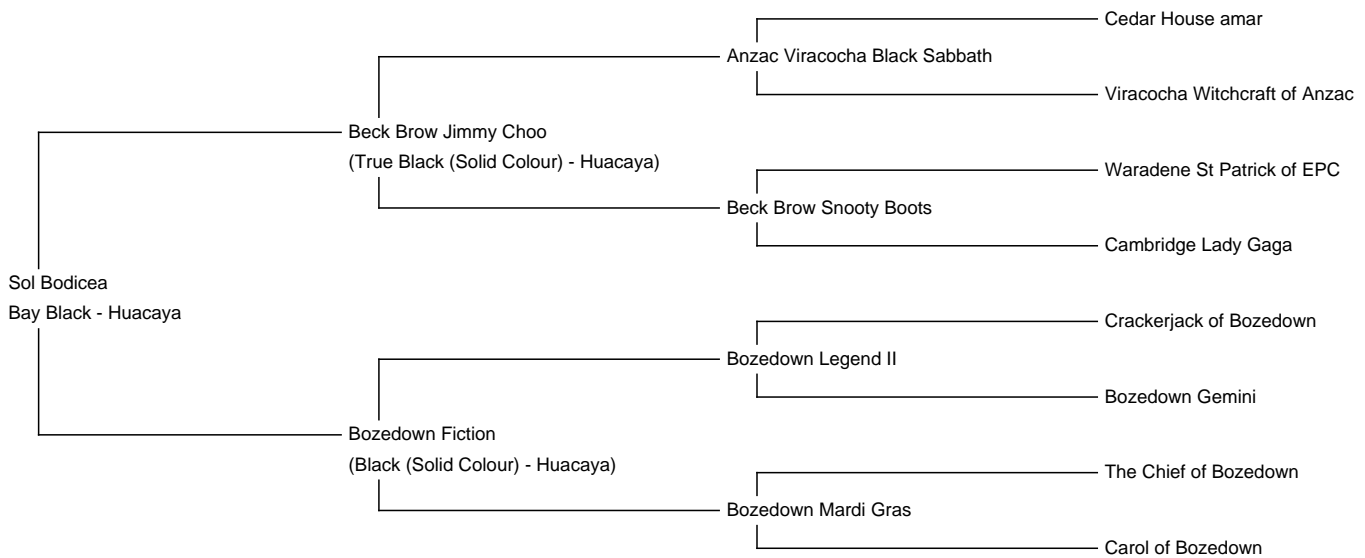 Cedar House amar
Anzac Viracocha Black Sabbath
Viracocha Witchcraft of Anzac
Beck Brow Jimmy Choo
(True Black (Solid Colour) - Huacaya)
Waradene St Patrick of EPC
Beck Brow Snooty Boots
Cambridge Lady Gaga
Sol Bodicea
Bay Black - Huacaya
Crackerjack of Bozedown
Bozedown Legend II
Bozedown Gemini
Bozedown Fiction
(Black (Solid Colour) - Huacaya)
The Chief of Bozedown
Bozedown Mardi Gras
Carol of Bozedown